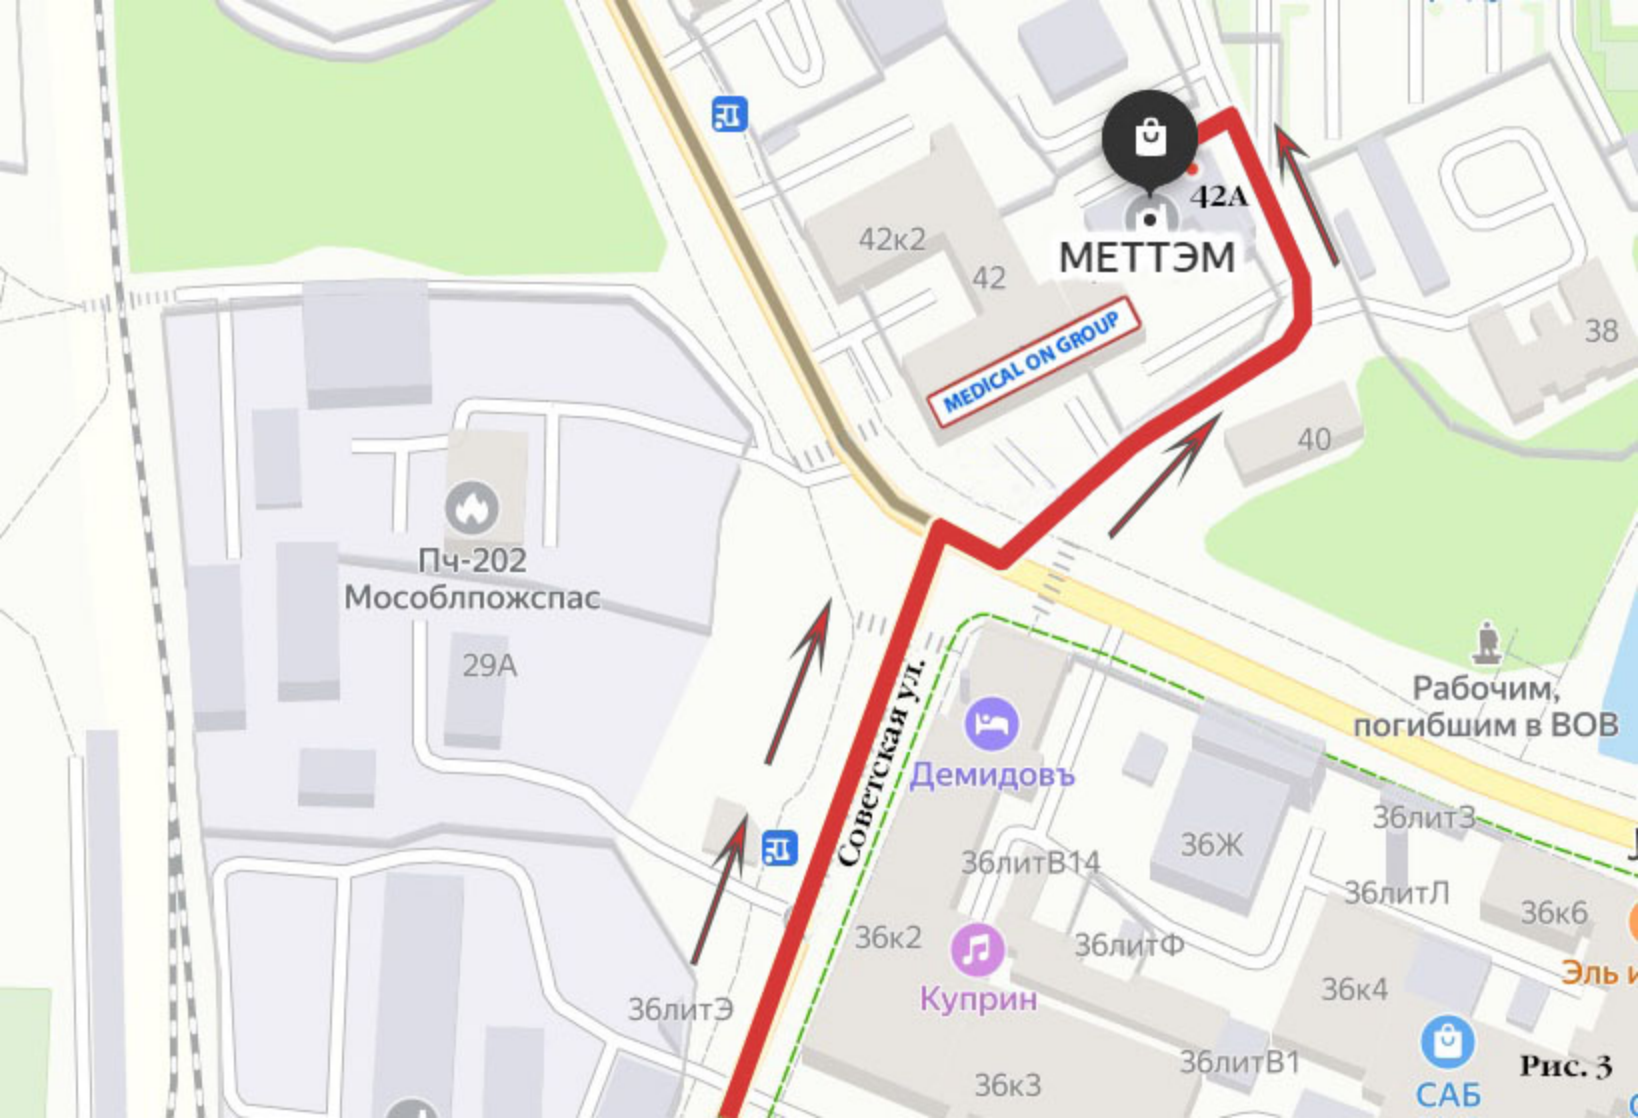 42A
МЕТТЭМ
42к2
42
MEDICAL ON GROUP
38
40
Пч-202
Мособлпожспас
29А
Советская ул.
Рабочим,
погибшим в ВОВ
Демидовъ
36литЗ
36Ж
36литВ14
36литЛ
36к6
36к2
36литФ
Эль и
Куприн
36к4
36литЭ
36литВ1
Рис. 3
36к3
САБ